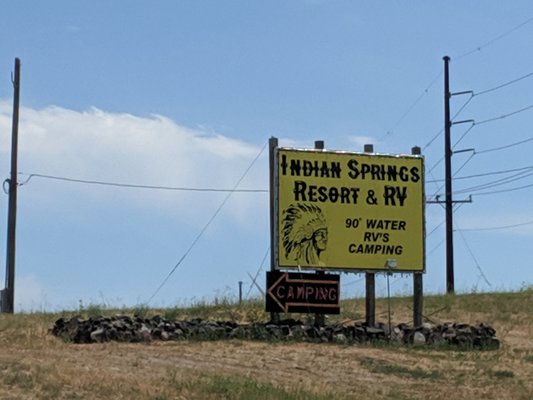 INDIAN SPRINGS
RESORT & RV
90° WATER
RV'S
CAMPING
CAMPING